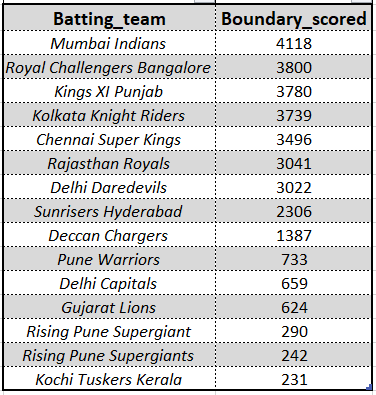 Batting_team Boundary_scored
Mumbai Indians 4118
Royal Challengers Bangalore 3800
Kings XI Punjab 3780
Kolkata Knight Riders 3739
Chennai Super Kings 3496
Rajasthan Royals 3041
Delhi Daredevils 3022
Sunrisers Hyderabad 2306
Deccan Chargers 1387
Pune Warriors 733
Delhi Capitals 659
Gujarat Lions 624
Rising Pune Supergiant 290
Rising Pune Supergiants 242
Kochi Tuskers Kerala 231